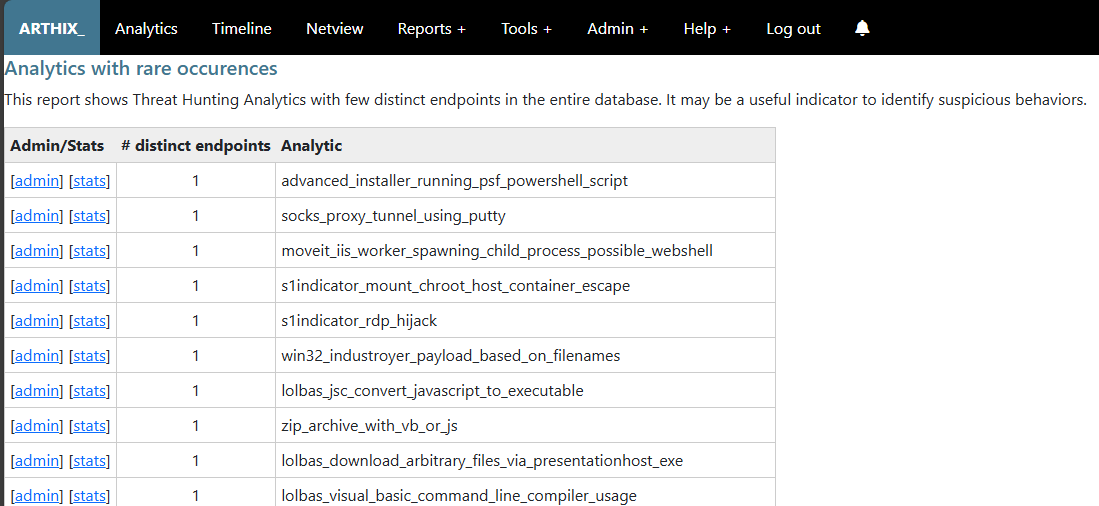 ARTHIX_ Analytics Timeline Netview Reports + Tools + Admin + Help + Log out
Analytics with rare occurences
This report shows Threat Hunting Analytics with few distinct endpoints in the entire database. It may be a useful indicator to identify suspicious behaviors.
Admin/Stats # distinct endpoints Analytic
[admin] [stats] 1 advanced_installer_running_psf_powershell_script
[admin] [stats] 1 socks_proxy_tunnel_using_putty
[admin] [stats] 1 moveit_iis_worker_spawning_child_process_possible_webshell
[admin] [stats] 1 s1indicator_mount_chroot_host_container_escape
[admin] [stats] 1 s1indicator_rdp_hijack
[admin] [stats] 1 win32_industroyer_payload_based_on_filenames
[admin] [stats] 1 lolbas_jsc_convert_javascript_to_executable
[admin] [stats] 1 zip_archive_with_vb_or_js
[admin] [stats] 1 lolbas_download_arbitrary_files_via_presentationhost_exe
[admin] [stats] 1 lolbas_visual_basic_command_line_compiler_usage